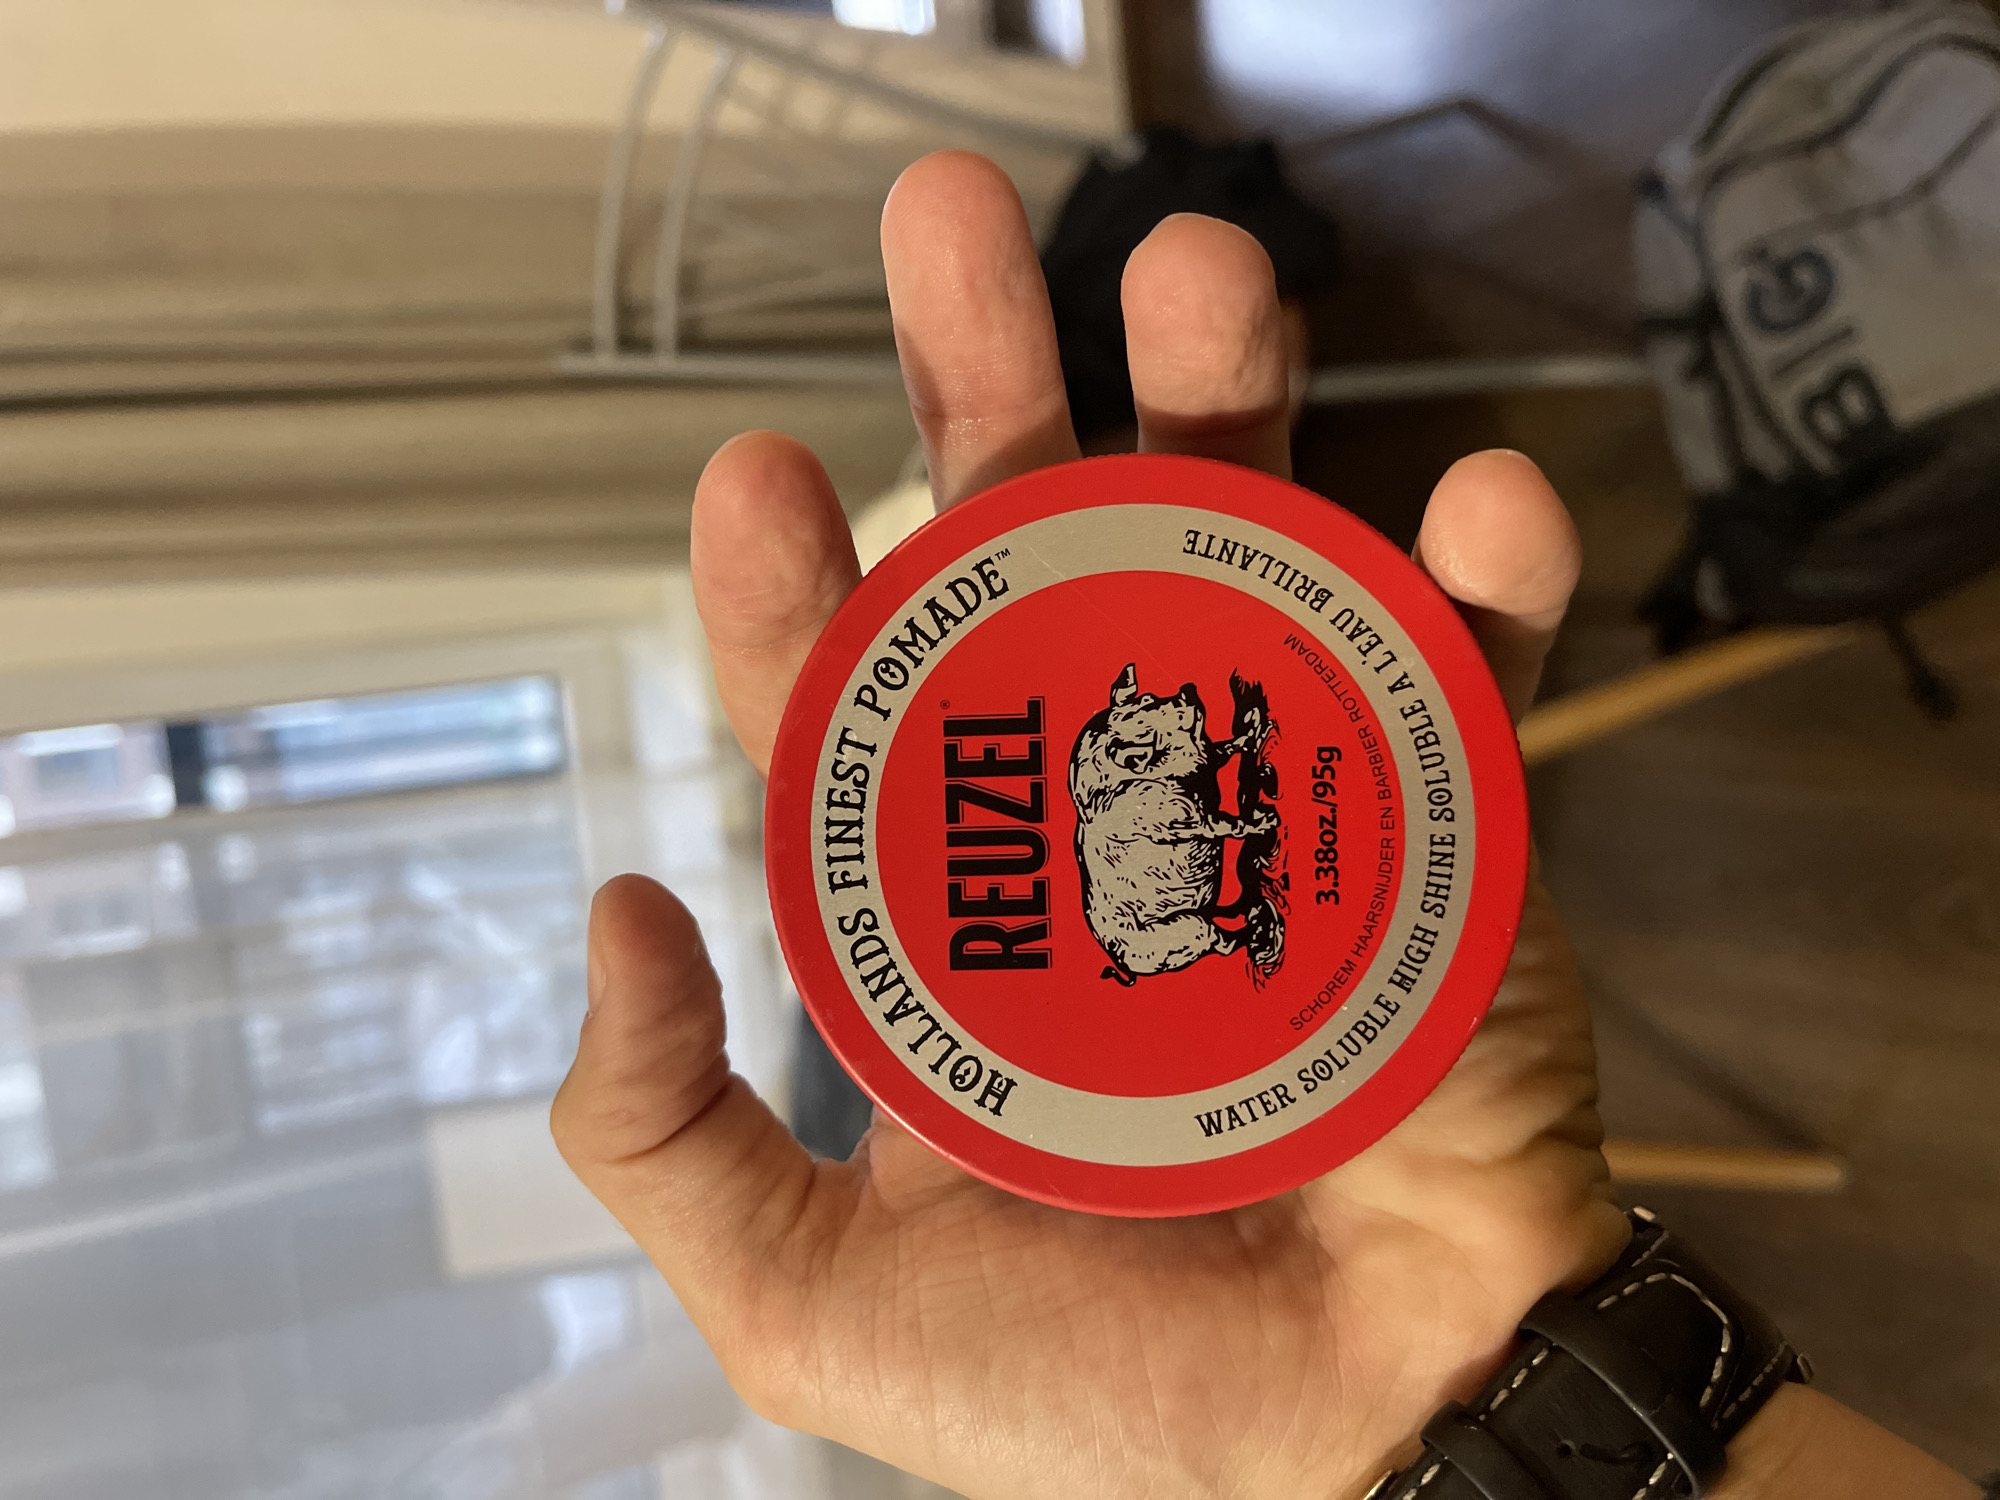 HOLLANDS FINEST POMADE™
REUZEL®
3.38oz./95g
SCHOREM HAARSNIJDER EN BARBIER ROTTERDAM
WATER SOLUBLE HIGH SHINE SOLUBLE A L'EAU BRILLANTE
B|G